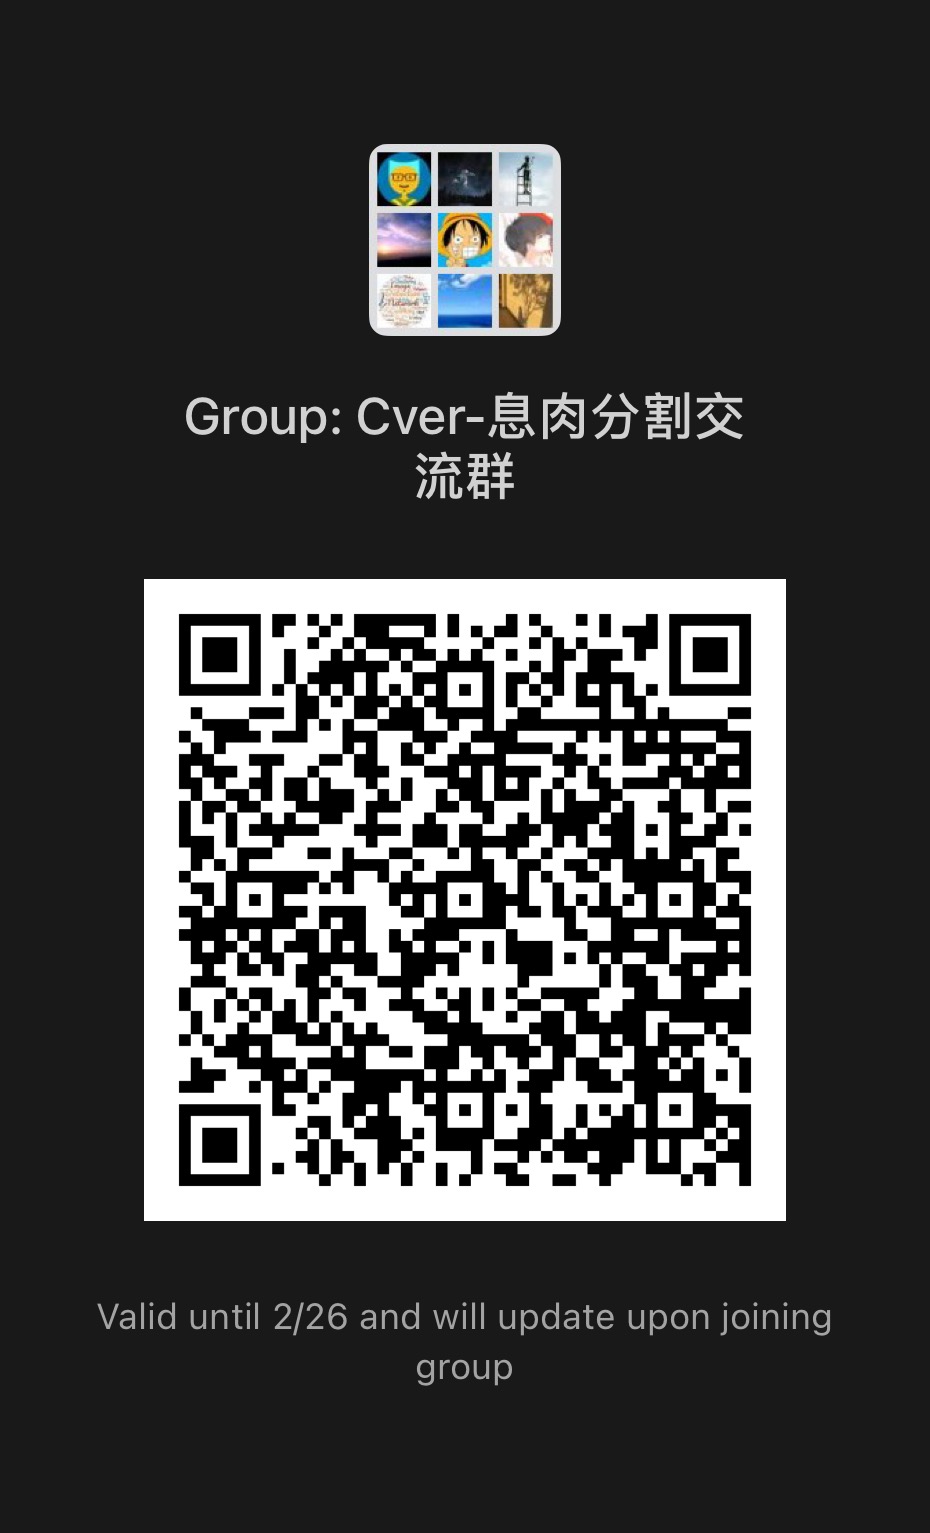 Group: Cver-息肉分割交
流群
Valid until 2/26 and will update upon joining
group